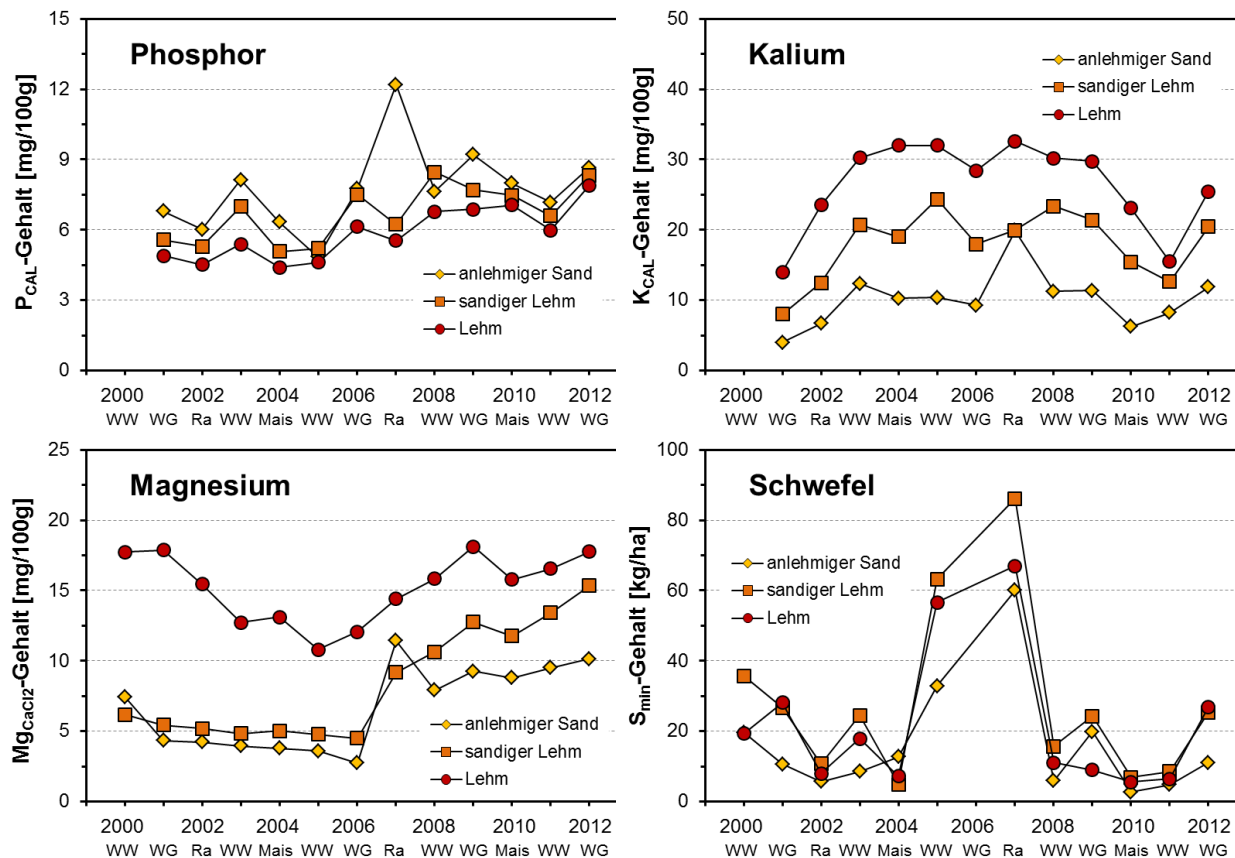 Phosphor
P_CAL-Gehalt [mg/100g]
15
12
9
6
3
0
anlehmiger Sand
sandiger Lehm
Lehm
2000 2002 2004 2006 2008 2010 2012
WW WG Ra WW Mais WW WG Ra WW WG Mais WW WG
Kalium
K_CAL-Gehalt [mg/100g]
50
40
30
20
10
0
anlehmiger Sand
sandiger Lehm
Lehm
2000 2002 2004 2006 2008 2010 2012
WW WG Ra WW Mais WW WG Ra WW WG Mais WW WG
Magnesium
Mg_CaCl2-Gehalt [mg/100g]
25
20
15
10
5
0
anlehmiger Sand
sandiger Lehm
Lehm
2000 2002 2004 2006 2008 2010 2012
WW WG Ra WW Mais WW WG Ra WW WG Mais WW WG
Schwefel
S_min-Gehalt [kg/ha]
100
80
60
40
20
0
anlehmiger Sand
sandiger Lehm
Lehm
2000 2002 2004 2006 2008 2010 2012
WW WG Ra WW Mais WW WG Ra WW WG Mais WW WG